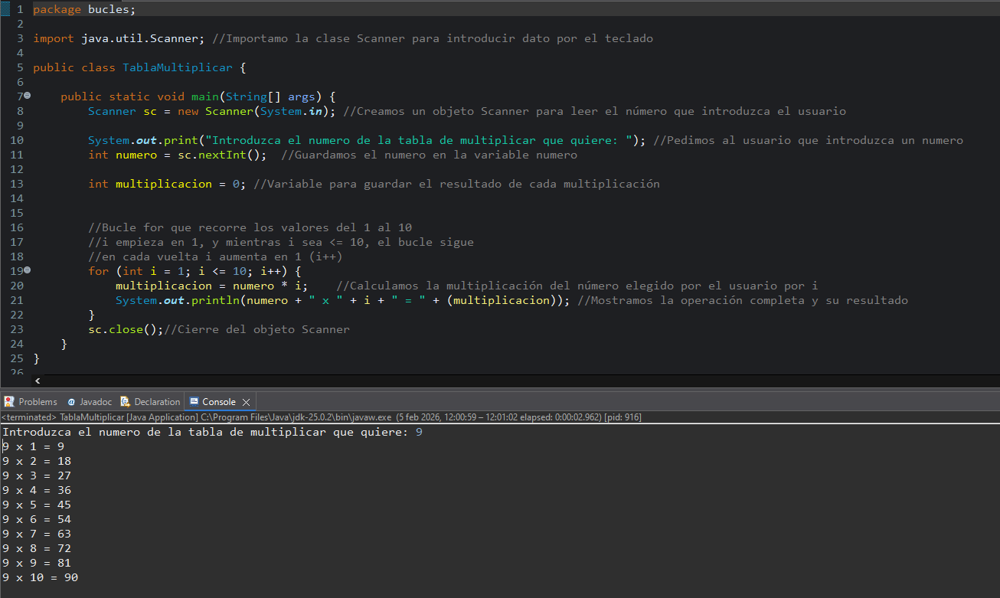 1 package bucles;
2
3 import java.util.Scanner; //Importamo la clase Scanner para introducir dato por el teclado
4
5 public class TablaMultiplicar {
6
7 public static void main(String[] args) {
8 Scanner sc = new Scanner(System.in); //Creamos un objeto Scanner para leer el número que introduzca el usuario
9
10 System.out.print("Introduzca el numero de la tabla de multiplicar que quiere: "); //Pedimos al usuario que introduzca un numero
11 int numero = sc.nextInt();  //Guardamos el numero en la variable numero
12
13 int multiplicacion = 0; //Variable para guardar el resultado de cada multiplicación
14
15
16 //Bucle for que recorre los valores del 1 al 10
17 //i empieza en 1, y mientras i sea <= 10, el bucle sigue
18 //en cada vuelta i aumenta en 1 (i++)
19 for (int i = 1; i <= 10; i++) {
20 multiplicacion = numero * i;    //Calculamos la multiplicación del número elegido por el usuario por i
21 System.out.println(numero + " x " + i + " = " + (multiplicacion)); //Mostramos la operación completa y su resultado
22 }
23 sc.close();//Cierre del objeto Scanner
24 }
25 }
26
Problems Javadoc Declaration Console
<terminated> TablaMultiplicar [Java Application] C:\Program Files\Java\jdk-25.0.2\bin\javaw.exe (5 feb 2026, 12:00:59 – 12:01:02 elapsed: 0:00:02.962) [pid: 916]
Introduzca el numero de la tabla de multiplicar que quiere: 9
9 x 1 = 9
9 x 2 = 18
9 x 3 = 27
9 x 4 = 36
9 x 5 = 45
9 x 6 = 54
9 x 7 = 63
9 x 8 = 72
9 x 9 = 81
9 x 10 = 90